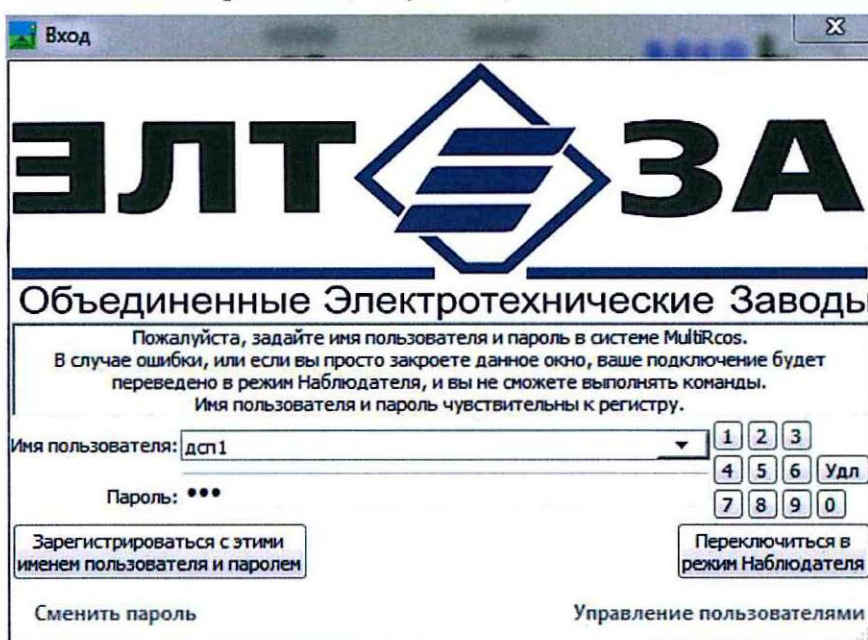 Вход
ЭЛТЕЗА
Объединенные Электротехнические Заводы
Пожалуйста, задайте имя пользователя и пароль в системе MultiRcos.
В случае ошибки, или если вы просто закроете данное окно, ваше подключение будет
переведено в режим Наблюдателя, и вы не сможете выполнять команды.
Имя пользователя и пароль чувствительны к регистру.
Имя пользователя: дсп1
1 2 3
4 5 6 Удл
Пароль: •••
7 8 9 0
Зарегистрироваться с этими
именем пользователя и паролем
Переключиться в
режим Наблюдателя
Сменить пароль
Управление пользователями